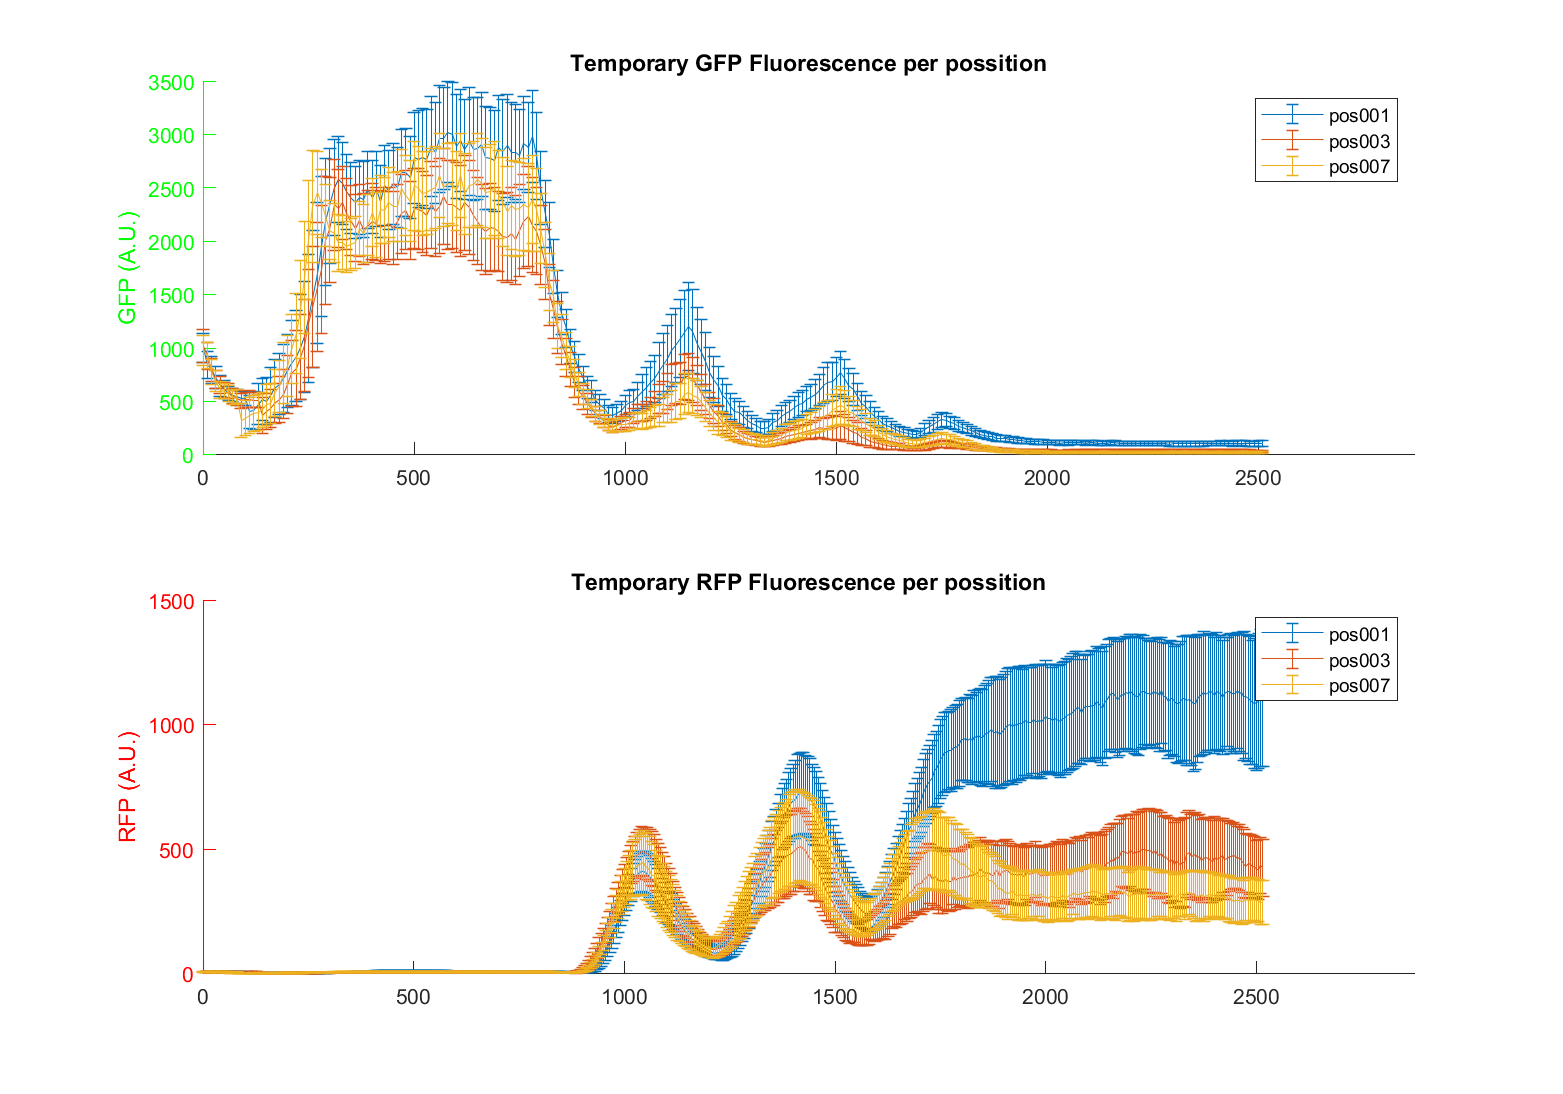 Temporary GFP Fluorescence per possition
GFP (A.U.)
3500
3000
2500
2000
1500
1000
500
0
0 500 1000 1500 2000 2500
pos001
pos003
pos007
Temporary RFP Fluorescence per possition
RFP (A.U.)
1500
1000
500
0
0 500 1000 1500 2000 2500
pos001
pos003
pos007